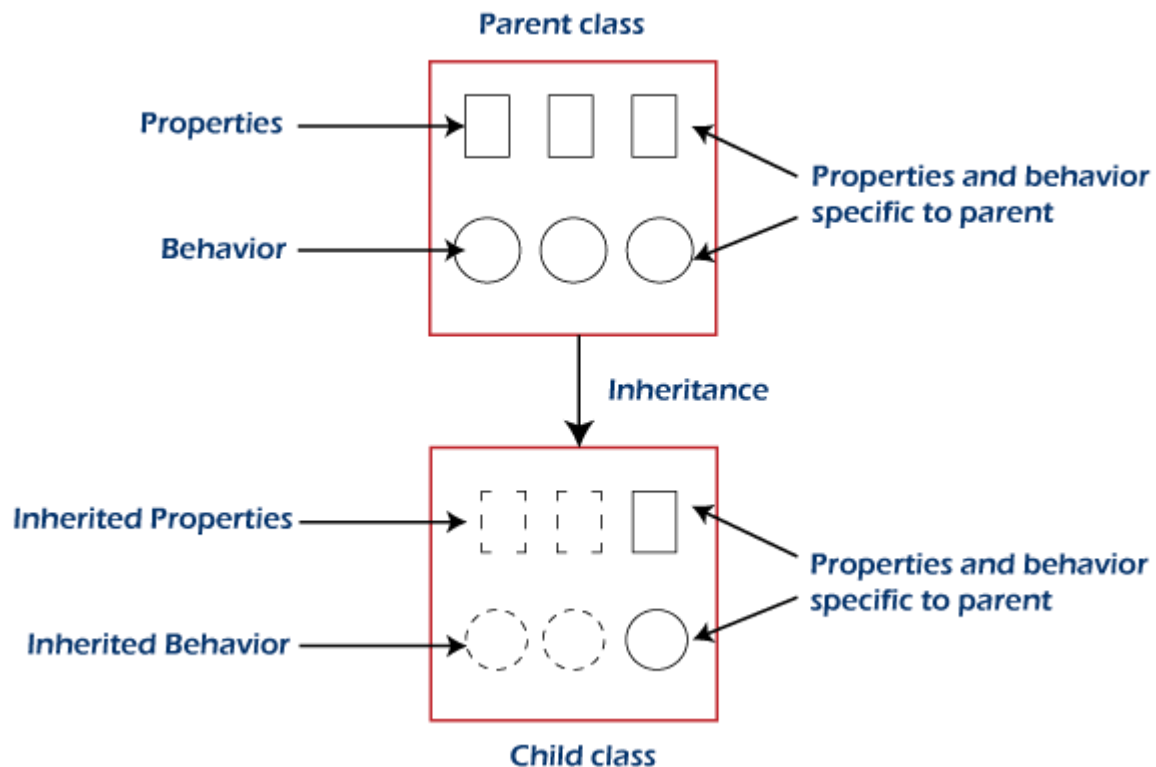 Parent class
Properties
Properties and behavior
specific to parent
Behavior
Inheritance
Inherited Properties
Properties and behavior
specific to parent
Inherited Behavior
Child class